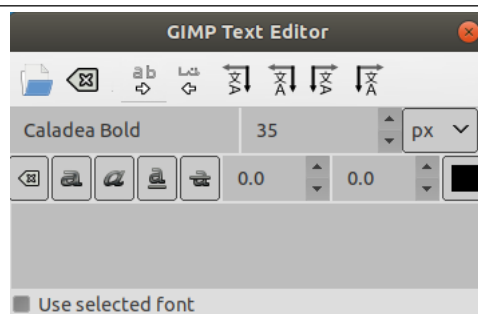 GIMP Text Editor
Caladea Bold 35 px
a a a a 0.0 0.0
Use selected font